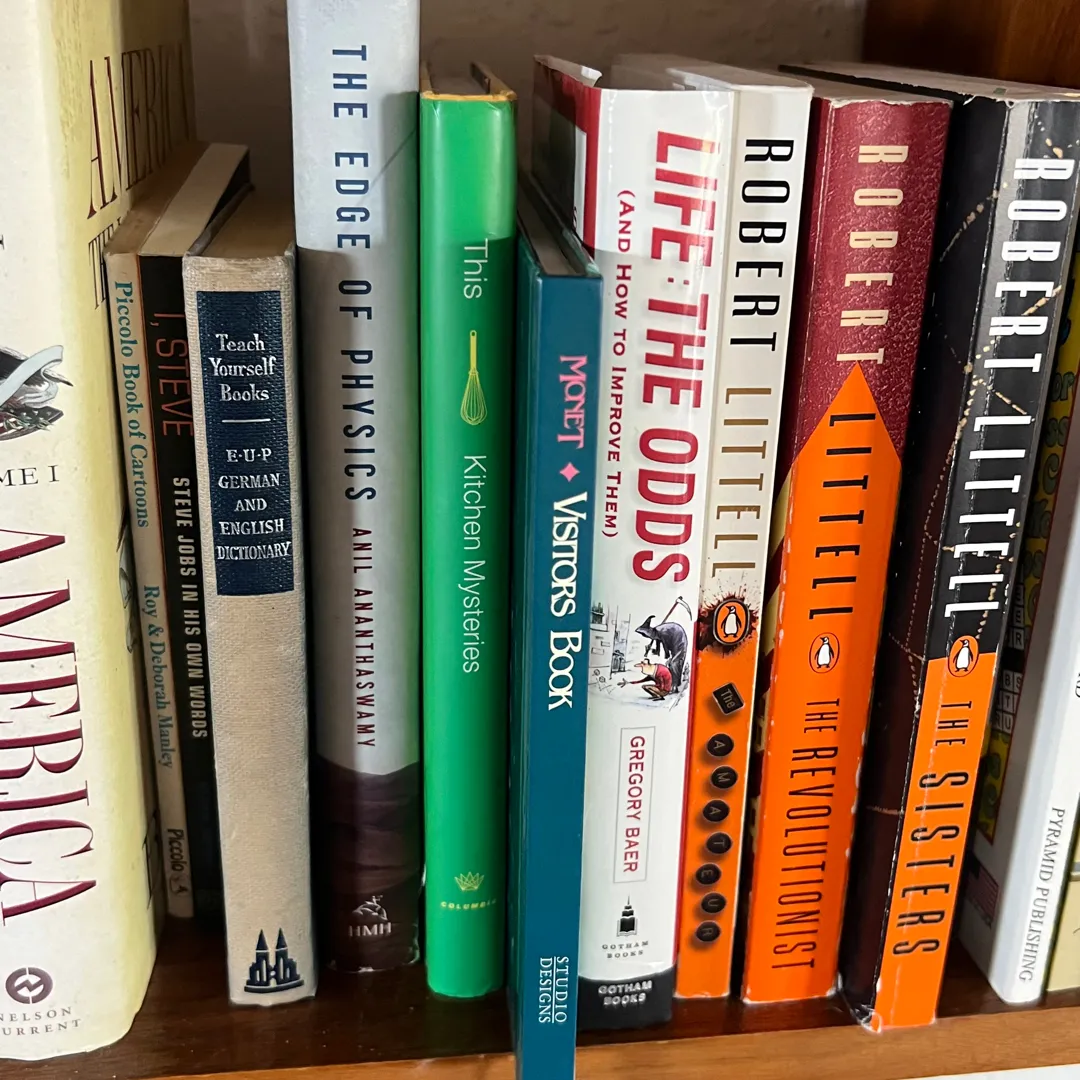 AMERICA
ME I
AMERICA
NELSON
CURRENT
Piccolo Book of Cartoons
Roy & Deborah Manley
Piccolo
I, STEVE
STEVE JOBS IN HIS OWN WORDS
Teach
Yourself
Books
E·U·P
GERMAN
AND
ENGLISH
DICTIONARY
THE EDGE OF PHYSICS ANIL ANANTHASWAMY
HMH
This Kitchen Mysteries
COLUMBIA
MONET VISITORS BOOK
STUDIO
DESIGNS
LIFE: THE ODDS
(AND HOW TO IMPROVE THEM)
GREGORY BAER
GOTHAM
BOOKS
GOTHAM
BOOKS
ROBERT LITTELL
The AMATEUR
ROBERT LITTELL THE REVOLUTIONIST
ROBERT LITTELL THE SISTERS
PYRAMID PUBLISHING